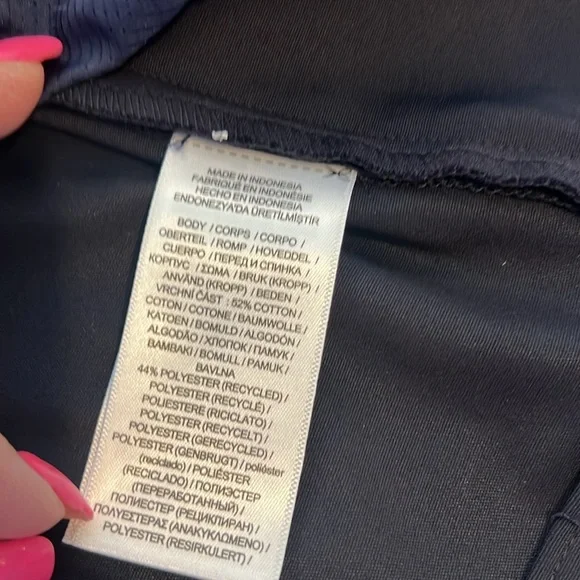 MADE IN INDONESIA
FABRIQUÉ EN INDONÉSIE
HECHO EN INDONESIA
ENDONEZYA'DA ÜRETİLMİŞTİR
BODY / CORPS / CORPO /
OBERTEIL / ROMP / HOVEDDEL /
CUERPO / ПЕРЕД И СПИНКА /
КОРПУС / ΣΩΜΑ / BRUK (KROPP) /
ANVÄND (KROPP) / BEDEN /
VRCHNÍ ČÁST : 52% COTTON /
COTON / COTONE / BAUMWOLLE /
KATOEN / BOMULD / ALGODÓN /
ALGODÃO / ХЛОПОК / ПАМУК /
BAMBAKI / BOMULL / PAMUK /
BAVLNA
44% POLYESTER (RECYCLED) /
POLYESTER (RECYCLÉ) /
POLIESTERE (RICICLATO) /
POLYESTER (RECYCELT) /
POLYESTER (GERECYCLED) /
POLYESTER (GENBRUGT) / poliéster
(reciclado) / POLIÉSTER
(RECICLADO) / ПОЛИЭСТЕР
(ПЕРЕРАБОТАННЫЙ) /
ПОЛИЕСТЕР (РЕЦИКЛИРАН) /
ΠΟΛΥΕΣΤΕΡΑΣ (ΑΝΑΚΥΚΛΩΜΕΝΟ) /
POLYESTER (RESIRKULERT) /